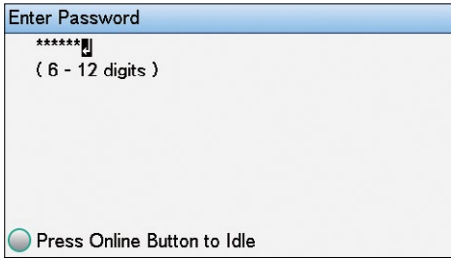 Enter Password
******↵
( 6 - 12 digits )
Press Online Button to Idle